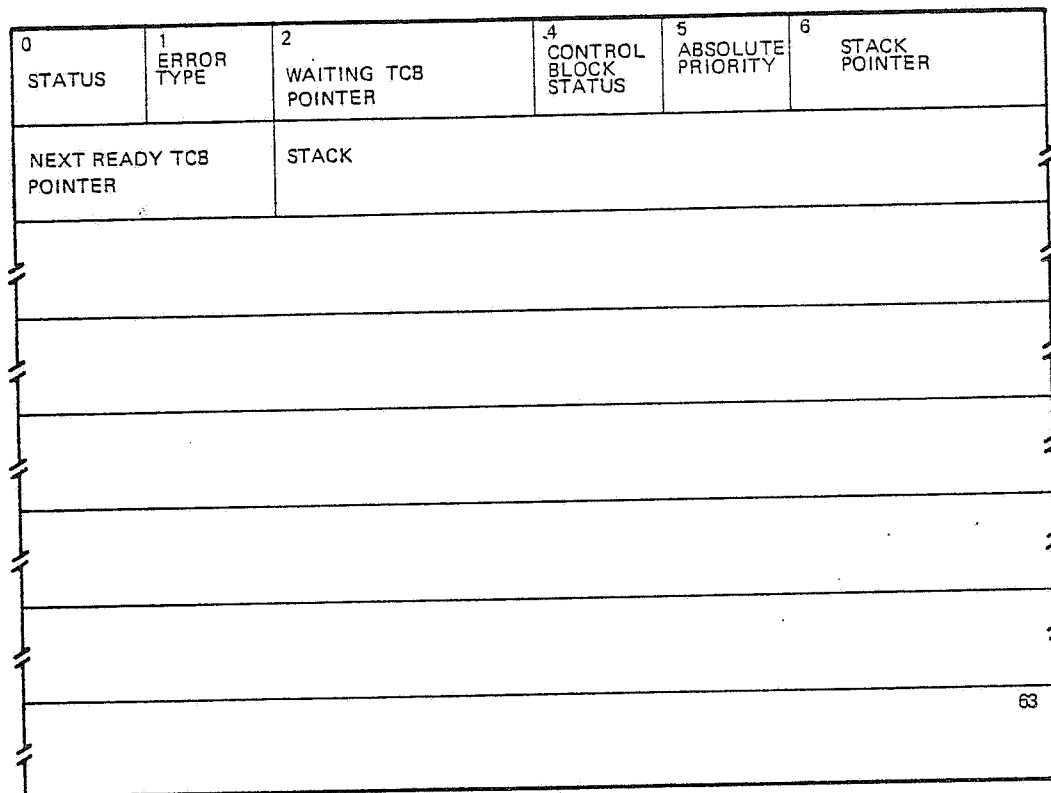 0
STATUS
1
ERROR
TYPE
2
WAITING TCB
POINTER
4
CONTROL
BLOCK
STATUS
5
ABSOLUTE
PRIORITY
6
STACK
POINTER
NEXT READY TCB
POINTER
STACK
63